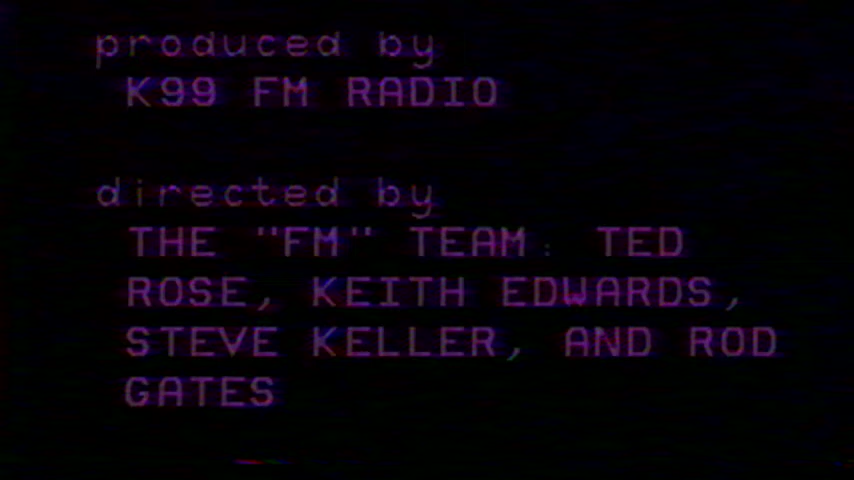 produced by
K99 FM RADIO
directed by
THE "FM" TEAM: TED
ROSE, KEITH EDWARDS,
STEVE KELLER, AND ROD
GATES